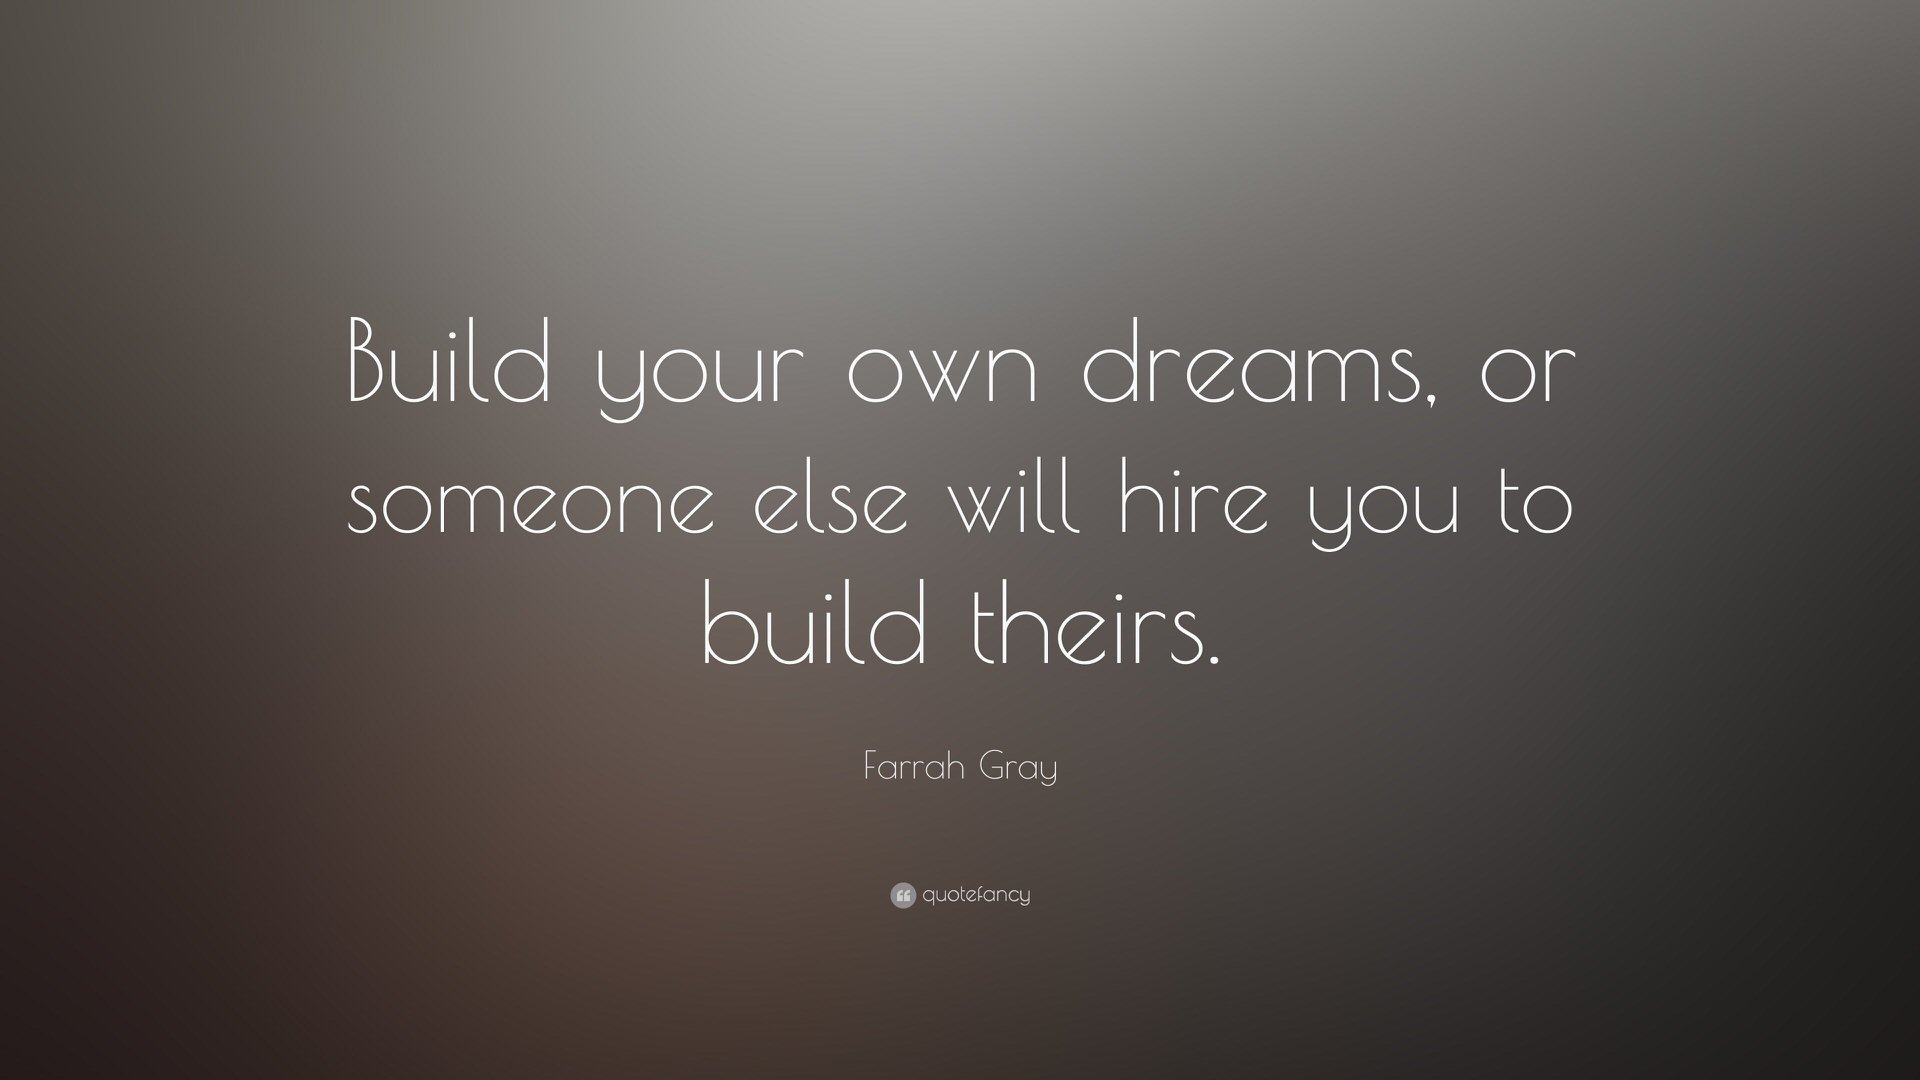 Build your own dreams, or
someone else will hire you to
build theirs.
Farrah Gray
quotefancy